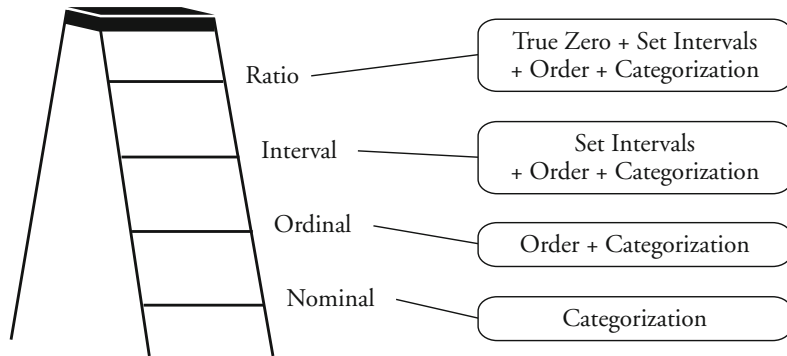 Ratio
True Zero + Set Intervals
+ Order + Categorization
Interval
Set Intervals
+ Order + Categorization
Ordinal
Order + Categorization
Nominal
Categorization